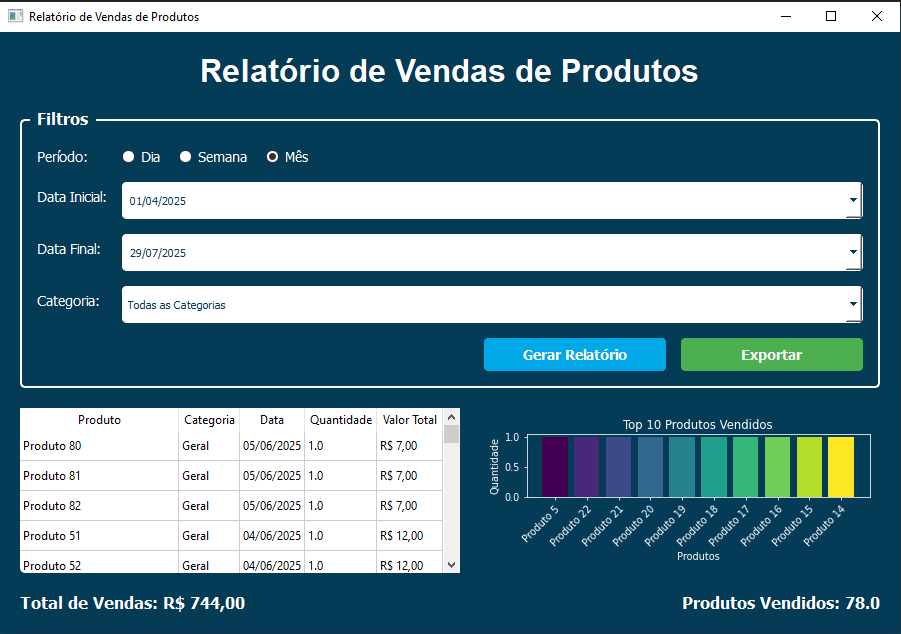 Relatório de Vendas de Produtos
Relatório de Vendas de Produtos
Filtros
Período: Dia Semana Mês
Data Inicial: 01/04/2025
Data Final: 29/07/2025
Categoria: Todas as Categorias
Gerar Relatório Exportar
Produto Categoria Data Quantidade Valor Total
Produto 80 Geral 05/06/2025 1.0 R$ 7,00
Produto 81 Geral 05/06/2025 1.0 R$ 7,00
Produto 82 Geral 05/06/2025 1.0 R$ 7,00
Produto 51 Geral 04/06/2025 1.0 R$ 12,00
Produto 52 Geral 04/06/2025 1.0 R$ 12,00
Top 10 Produtos Vendidos
Quantidade
1.0
0.5
0.0
Produto 5 Produto 22 Produto 21 Produto 20 Produto 19 Produto 18 Produto 17 Produto 16 Produto 15 Produto 14
Produtos
Total de Vendas: R$ 744,00 Produtos Vendidos: 78.0